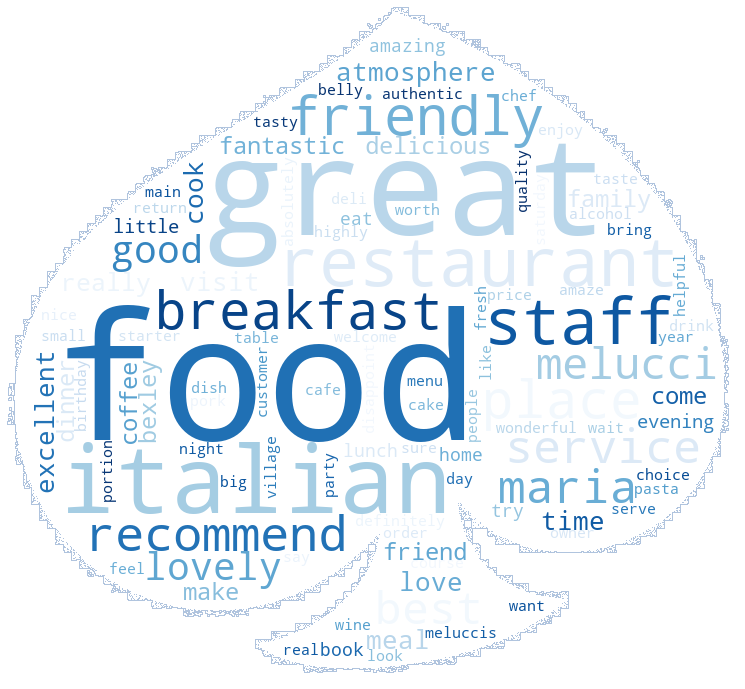 amazing
atmosphere
belly authentic chef
friendly
tasty enjoy
fantastic delicious
great
absolutely
quality
saturday
cook
main deli taste
return worth family
little eat alcohol
highly bring
good
restaurant
really visit
helpful
price amaze
fresh
breakfast
nice staff drink
food
small starter table welcome year
like
melucci
excellent
dinner
birthday
coffee
bexley
customer
disappoint
dish cafe menu
park cake
place come
people
wonderful wait evening
service
night lunch sure
home
italian
portion
big
village
party
day
maria choice
pasta
try serve
time
recommend definitely
order owner
friend
feel lovely day course
make love
best want
wine meluccis
meal
real book look